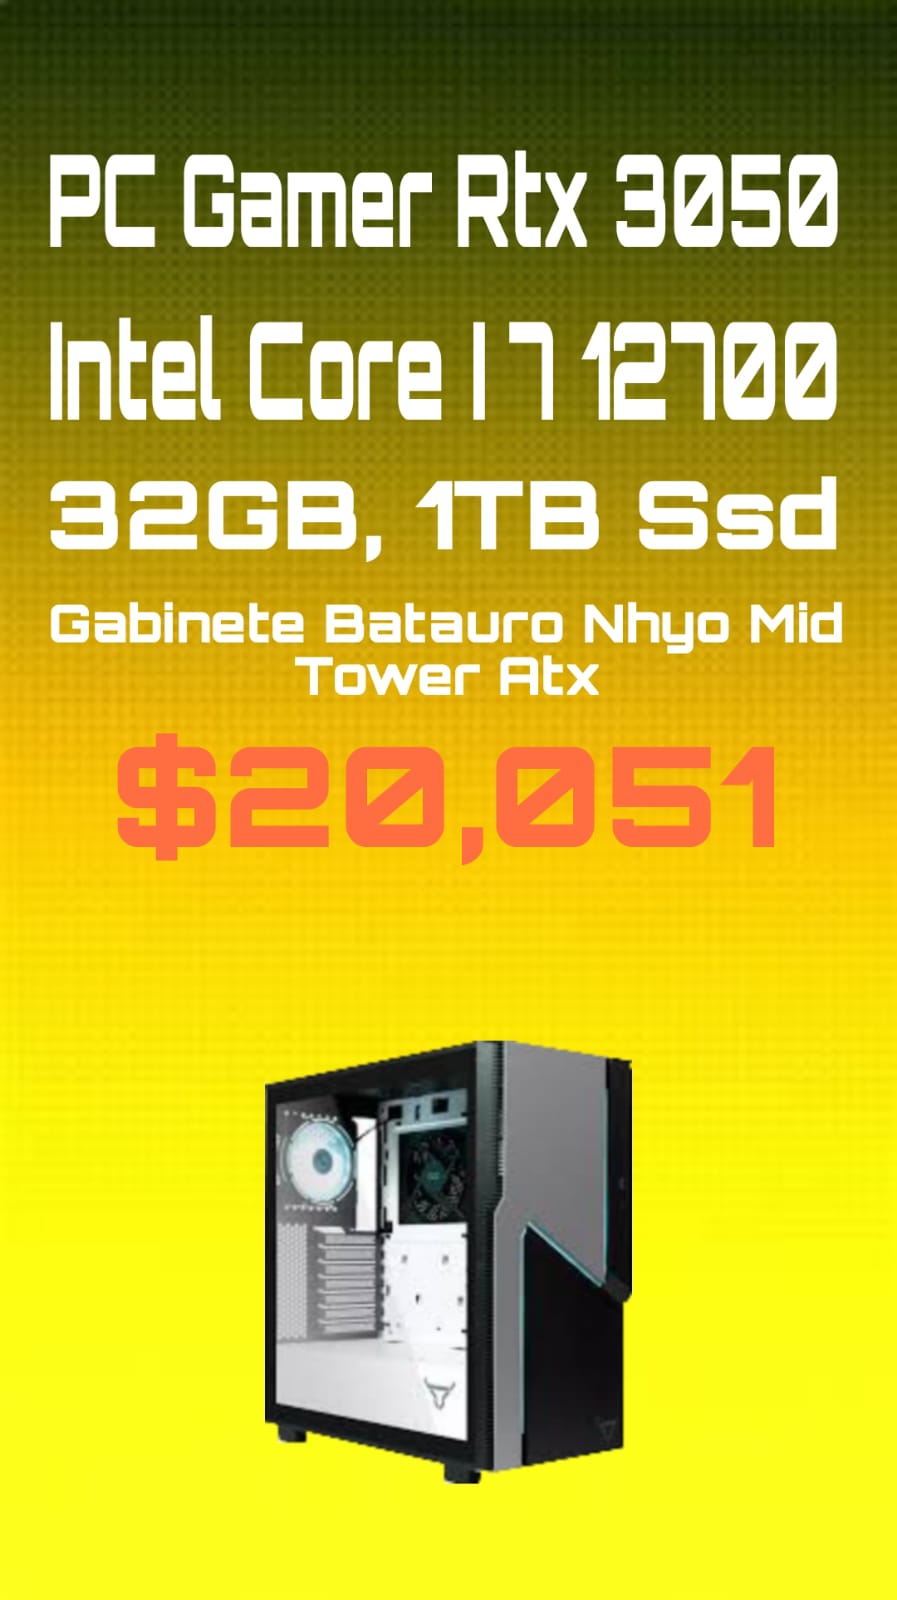 PC Gamer Rtx 3050
Intel Core I 7 12700
32GB, 1TB Ssd
Gabinete Batauro Nhyo Mid
Tower Atx
$20,051